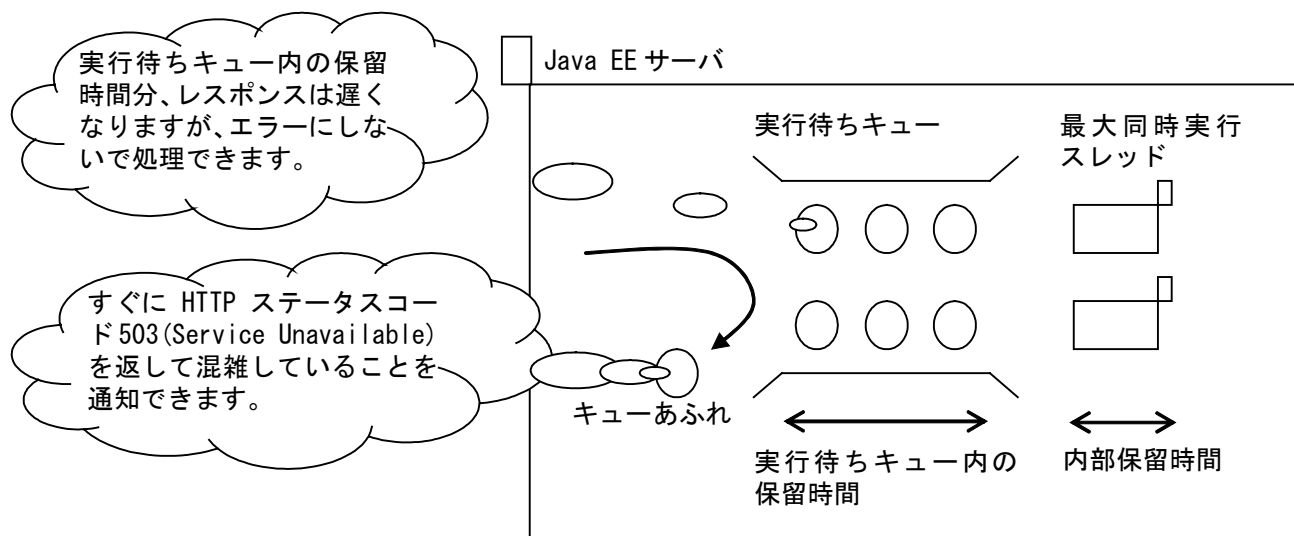 実行待ちキュー内の保留
時間分、レスポンスは遅く
なりますが、エラーにしな
いで処理できます。
Java EE サーバ
実行待ちキュー
最大同時実行
スレッド
すぐに HTTP ステータスコー
ド503(Service Unavailable)
を返して混雑していることを
通知できます。
キューあふれ
実行待ちキュー内の
保留時間
内部保留時間